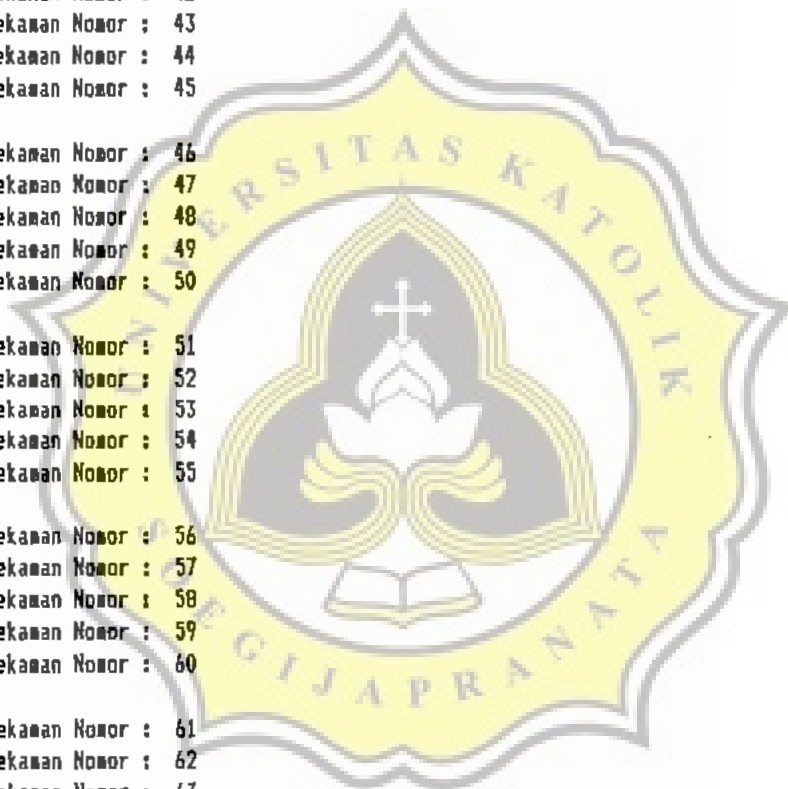 ekaman Nomor : 43
ekaman Nomor : 44
ekaman Nomor : 45
ekaman Nomor : 46
ekaman Nomor : 47
ekaman Nomor : 48
ekaman Nomor : 49
ekaman Nomor : 50
ekaman Nomor : 51
ekaman Nomor : 52
ekaman Nomor : 53
ekaman Nomor : 54
ekaman Nomor : 55
ekaman Nomor : 56
ekaman Nomor : 57
ekaman Nomor : 58
ekaman Nomor : 59
ekaman Nomor : 60
ekaman Nomor : 61
ekaman Nomor : 62
UNIVERSITAS KATOLIK
SOEGIJAPRANATA